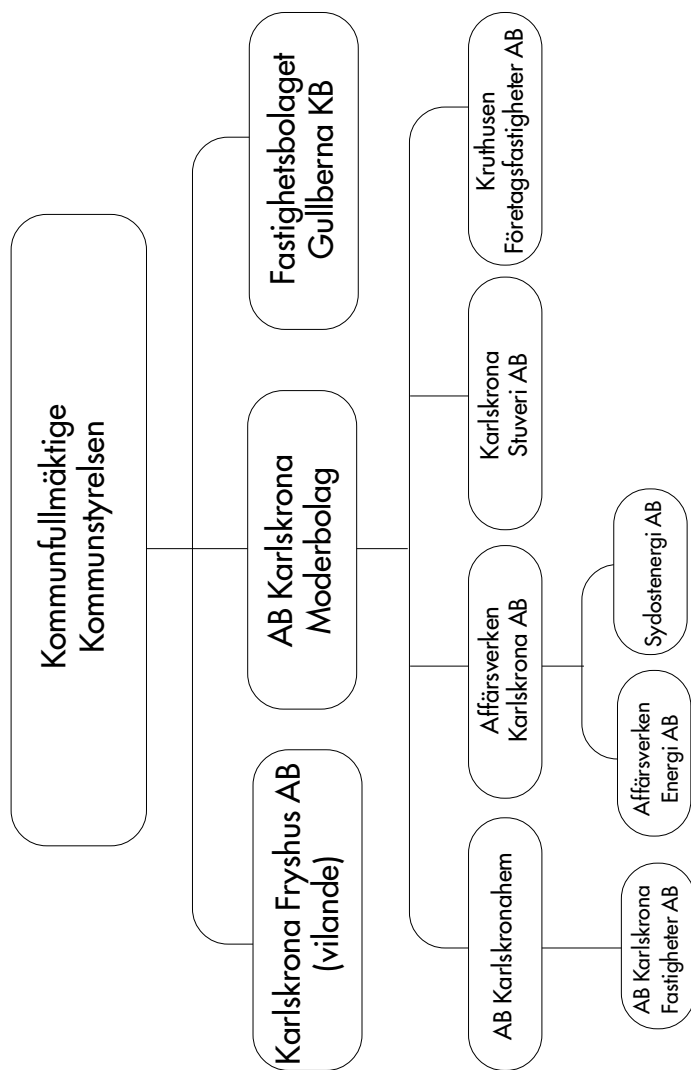 Kommunfullmäktige
Kommunstyrelsen
Karlskrona Fryshus AB
(vilande)
AB Karlskrona
Moderbolag
Fastighetsbolaget
Gullberna KB
AB Karlskronahem
Affärsverken
Karlskrona AB
Karlskrona
Stuveri AB
Kruthusen
Företagsfastigheter AB
AB Karlskrona
Fastigheter AB
Affärsverken
Energi AB
Sydostenergi AB